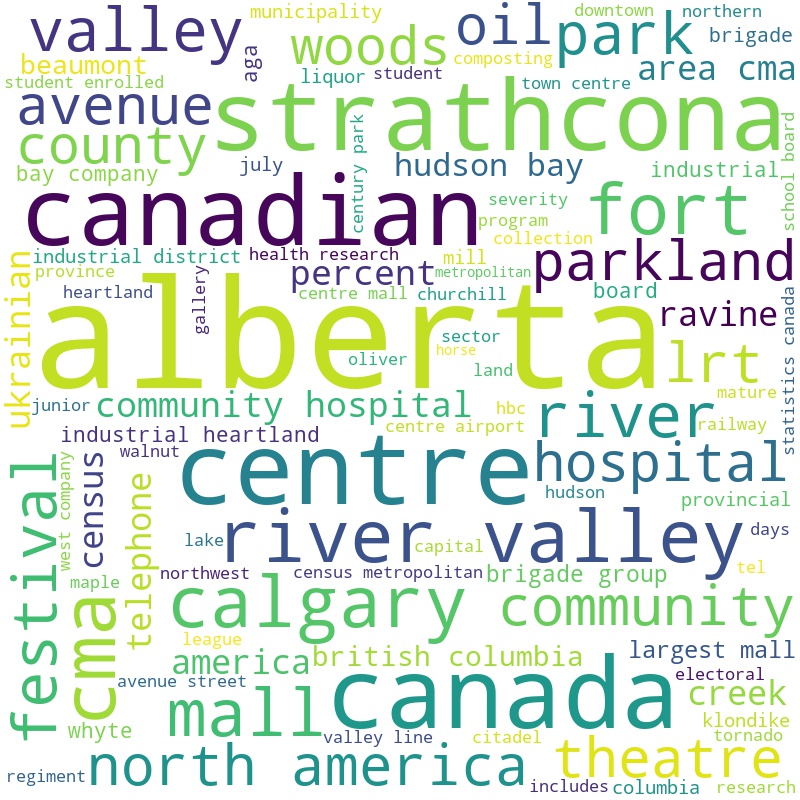 municipality
downtown
northern
valley
oil
park
brigade
woods
beaumont
aga
composting
area cma
liquor
student
student enrolled
town centre
avenue
strathcona
county
century park
school board
bay company
july
hudson bay
industrial
canadian
severity
fort
program
collection
industrial district
health research
mill
parkland
ukrainian
province
percent
metropolitan
heartland
gallery
centre mall
churchill
board
statistics canada
alberta
ravine
sector
oliver
horse
land
lrt
mature
junior
community hospital
hbc
river
centre airport
railway
industrial heartland
walnut
centre
hospital
west company
census
hudson
telephone
provincial
festival
lake
river valley
days
capital
maple
northwest
census metropolitan
brigade group
tel
cma
calgary
community
league
america
british columbia
largest mall
avenue street
electoral
canada
creek
mall
whyte
klondike
valley line
citadel
tornado
regiment
north america
theatre
includes
columbia
research